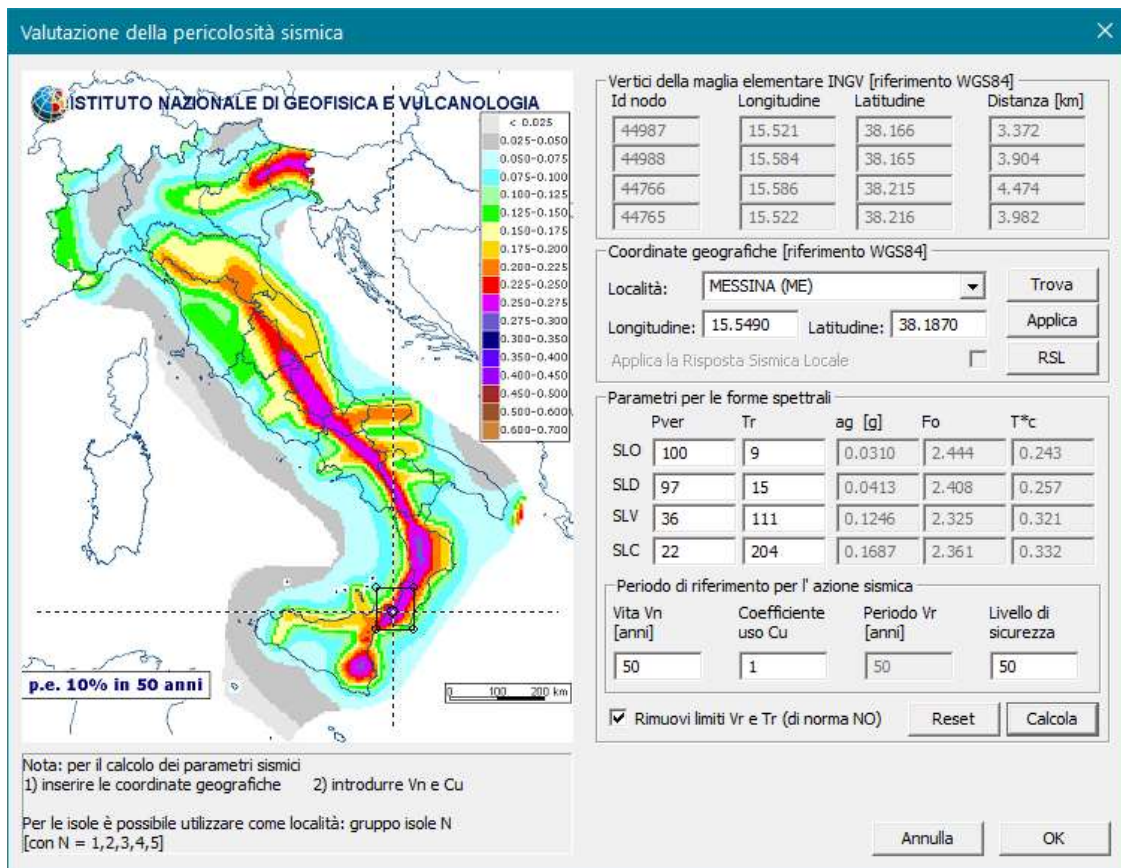 Valutazione della pericolosità sismica
ISTITUTO NAZIONALE DI GEOFISICA E VULCANOLOGIA
< 0.025
0.025-0.050
0.050-0.075
0.075-0.100
0.100-0.125
0.125-0.150
0.150-0.175
0.175-0.200
0.200-0.225
0.225-0.250
0.250-0.275
0.275-0.300
0.300-0.350
0.350-0.400
0.400-0.450
0.450-0.500
0.500-0.600
0.600-0.700
p.e. 10% in 50 anni
0 100 200 km
Nota: per il calcolo dei parametri sismici
1) inserire le coordinate geografiche 2) introdurre Vn e Cu
Per le isole è possibile utilizzare come località: gruppo isole N
[con N = 1,2,3,4,5]
Vertici della maglia elementare INGV [riferimento WGS84]
Id nodo Longitudine Latitudine Distanza [km]
44987 15.521 38.166 3.372
44988 15.584 38.165 3.904
44766 15.586 38.215 4.474
44765 15.522 38.216 3.982
Coordinate geografiche [riferimento WGS84]
Località: MESSINA (ME) Trova
Longitudine: 15.5490 Latitudine: 38.1870 Applica
Applica la Risposta Sismica Locale RSL
Parametri per le forme spettrali
Pver Tr ag [g] Fo T*c
SLO 100 9 0.0310 2.444 0.243
SLD 97 15 0.0413 2.408 0.257
SLV 36 111 0.1246 2.325 0.321
SLC 22 204 0.1687 2.361 0.332
Periodo di riferimento per l' azione sismica
Vita Vn Coefficiente Periodo Vr Livello di
[anni] uso Cu [anni] sicurezza
50 1 50 50
Rimuovi limiti Vr e Tr (di norma NO) Reset Calcola
Annulla OK